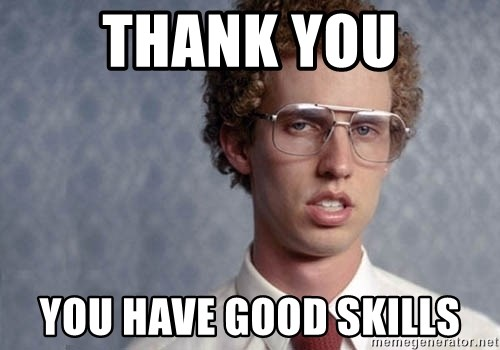 THANK YOU
YOU HAVE GOOD SKILLS
memegenerator.net